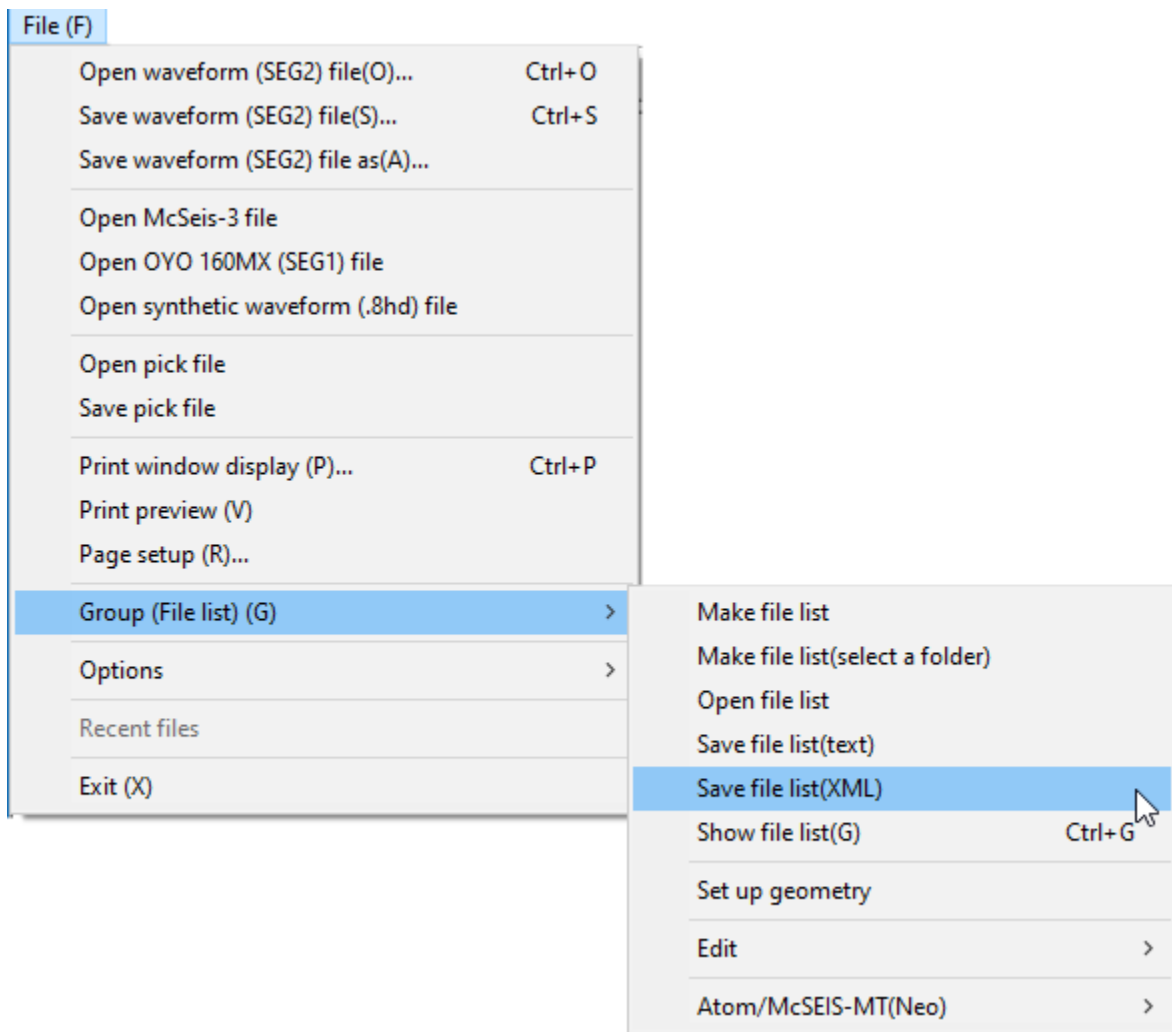 File (F)
Open waveform (SEG2) file(O)... Ctrl+O
Save waveform (SEG2) file(S)... Ctrl+S
Save waveform (SEG2) file as(A)...
Open McSeis-3 file
Open OYO 160MX (SEG1) file
Open synthetic waveform (.8hd) file
Open pick file
Save pick file
Print window display (P)... Ctrl+P
Print preview (V)
Page setup (R)...
Group (File list) (G)
Options
Recent files
Exit (X)
Make file list
Make file list(select a folder)
Open file list
Save file list(text)
Save file list(XML)
Show file list(G) Ctrl+G
Set up geometry
Edit
Atom/McSEIS-MT(Neo)